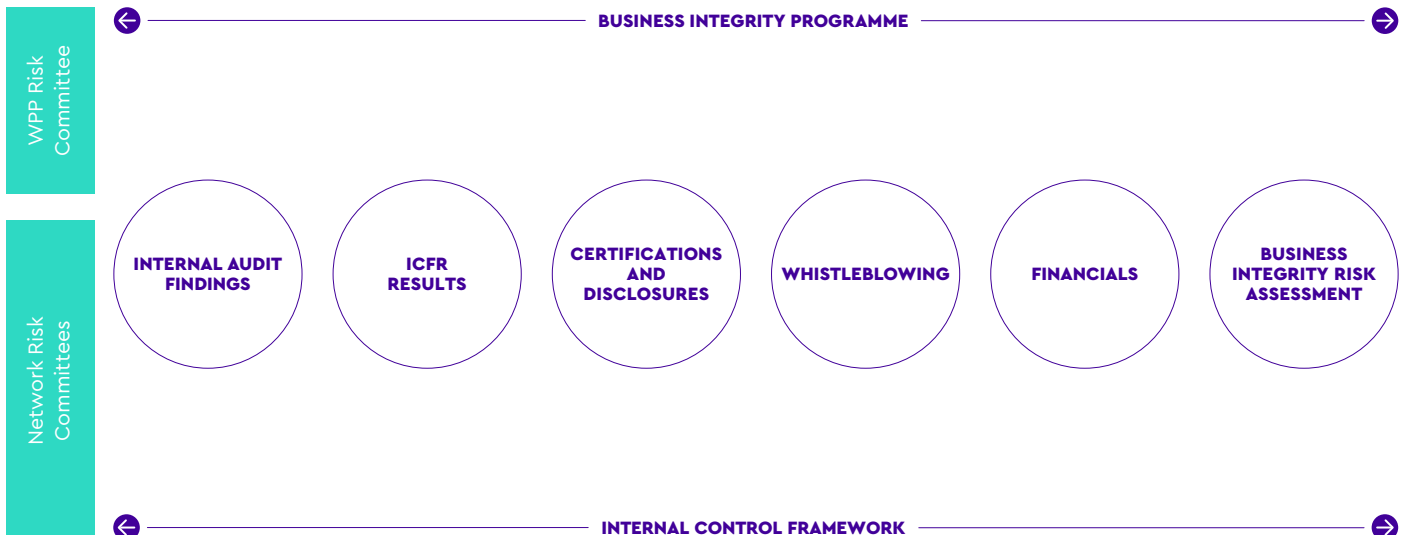 WPP Risk
Committee
Network Risk
Committees
BUSINESS INTEGRITY PROGRAMME
INTERNAL AUDIT
FINDINGS
ICFR
RESULTS
CERTIFICATIONS
AND
DISCLOSURES
WHISTLEBLOWING
FINANCIALS
BUSINESS
INTEGRITY RISK
ASSESSMENT
INTERNAL CONTROL FRAMEWORK